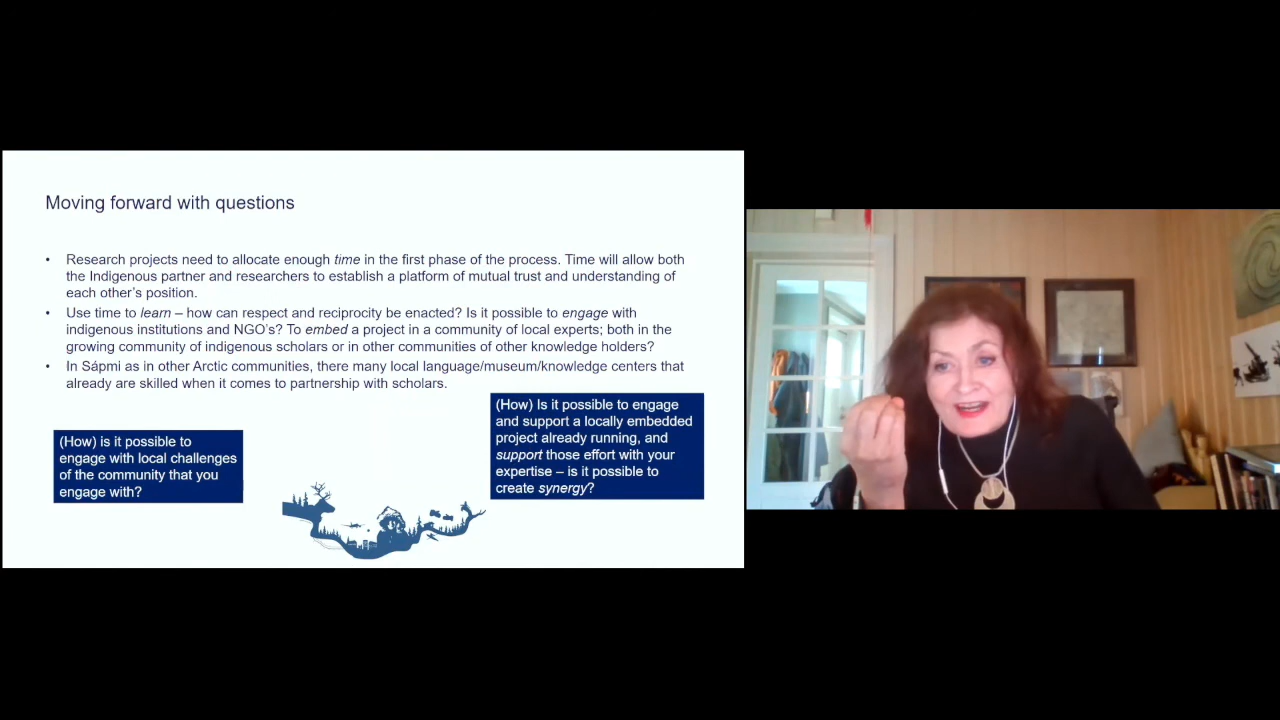 Moving forward with questions
• Research projects need to allocate enough time in the first phase of the process. Time will allow both
the Indigenous partner and researchers to establish a platform of mutual trust and understanding of
each other's position.
• Use time to learn – how can respect and reciprocity be enacted? Is it possible to engage with
indigenous institutions and NGO's? To embed a project in a community of local experts; both in the
growing community of indigenous scholars or in other communities of other knowledge holders?
• In Sápmi as in other Arctic communities, there many local language/museum/knowledge centers that
already are skilled when it comes to partnership with scholars.
(How) is it possible to
engage with local challenges
of the community that you
engage with?
(How) Is it possible to engage
and support a locally embedded
project already running, and
support those effort with your
expertise – is it possible to
create synergy?